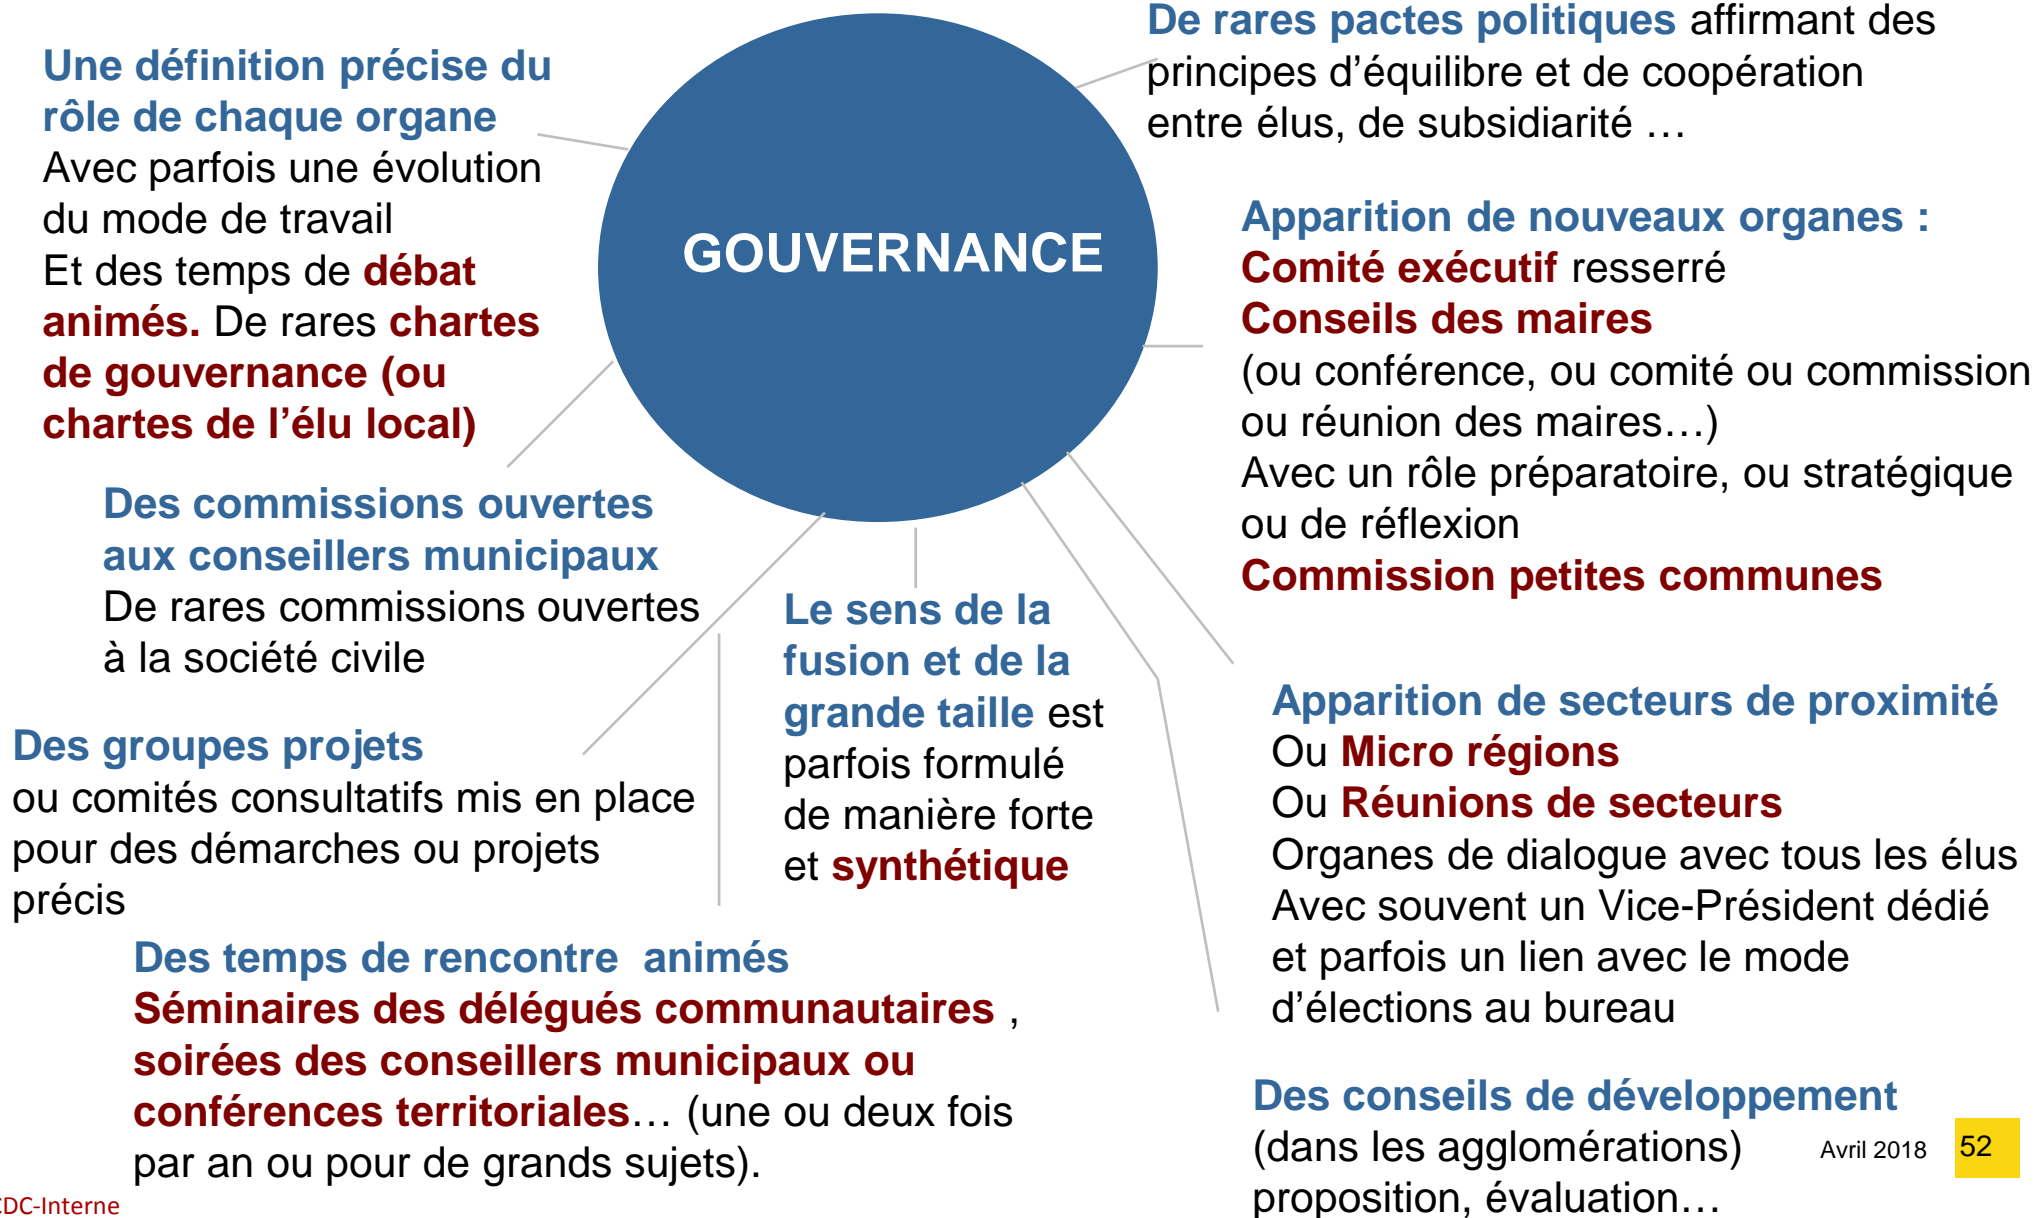 De rares pactes politiques affirmant des
principes d’équilibre et de coopération
entre élus, de subsidiarité …
Une définition précise du
rôle de chaque organe
Avec parfois une évolution
du mode de travail
Et des temps de débat
animés. De rares chartes
de gouvernance (ou
chartes de l’élu local)
GOUVERNANCE
Apparition de nouveaux organes :
Comité exécutif resserré
Conseils des maires
(ou conférence, ou comité ou commission
ou réunion des maires…)
Avec un rôle préparatoire, ou stratégique
ou de réflexion
Commission petites communes
Des commissions ouvertes
aux conseillers municipaux
De rares commissions ouvertes
à la société civile
Le sens de la
fusion et de la
grande taille est
parfois formulé
de manière forte
et synthétique
Apparition de secteurs de proximité
Ou Micro régions
Ou Réunions de secteurs
Organes de dialogue avec tous les élus
Avec souvent un Vice-Président dédié
et parfois un lien avec le mode
d’élections au bureau
Des groupes projets
ou comités consultatifs mis en place
pour des démarches ou projets
précis
Des temps de rencontre  animés
Séminaires des délégués communautaires ,
soirées des conseillers municipaux ou
conférences territoriales… (une ou deux fois
par an ou pour de grands sujets).
Des conseils de développement
(dans les agglomérations)
proposition, évaluation…
Avril 2018
52
CDC-Interne